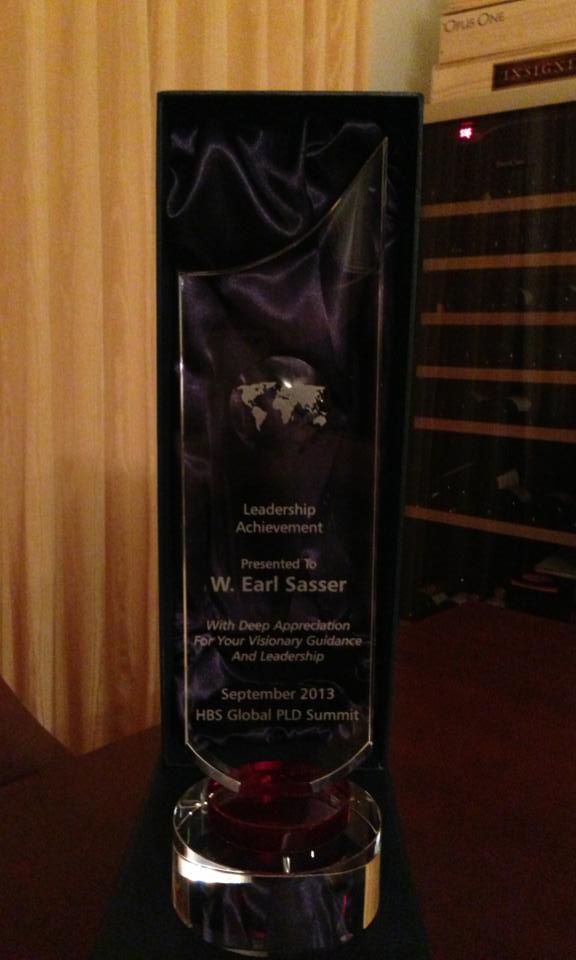 OPUS ONE
INSIGNI
Leadership
Achievement
Presented To
W. Earl Sasser
With Deep Appreciation
For Your Visionary Guidance
And Leadership
September 2013
HBS Global PLD Summit